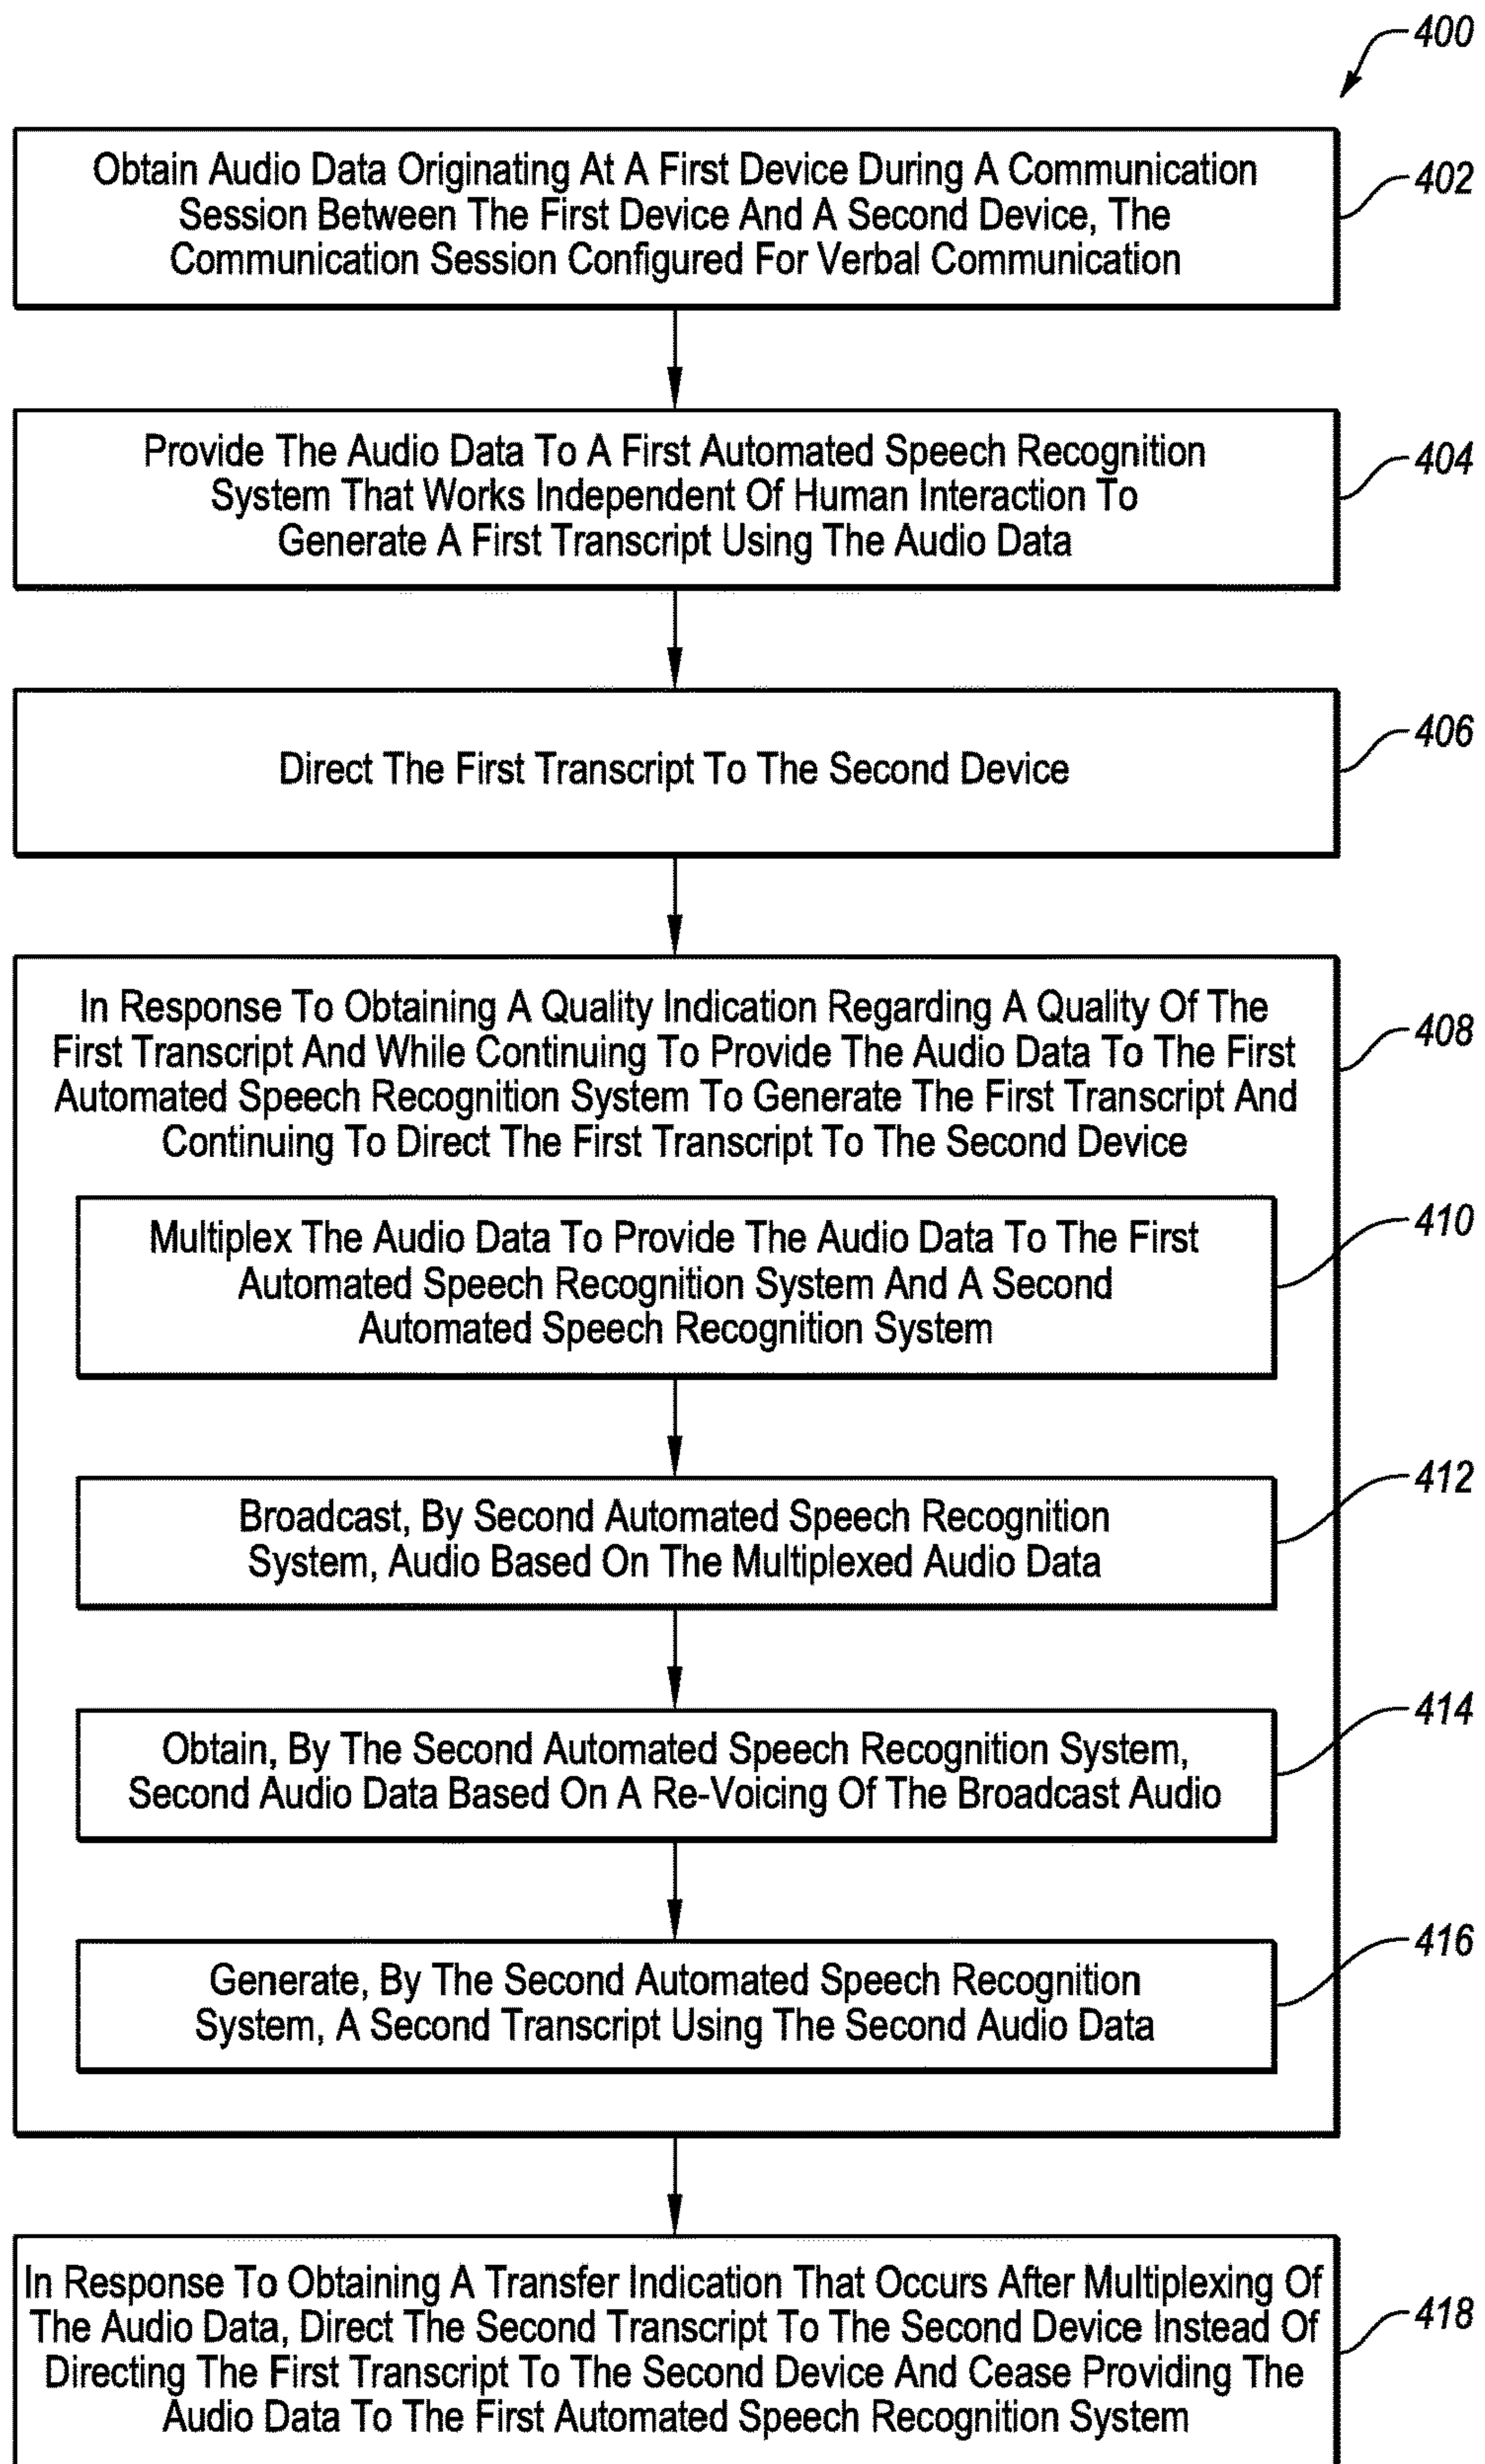 400
Obtain Audio Data Originating At A First Device During A Communication
Session Between The First Device And A Second Device, The
Communication Session Configured For Verbal Communication
402
Provide The Audio Data To A First Automated Speech Recognition
System That Works Independent Of Human Interaction To
Generate A First Transcript Using The Audio Data
404
Direct The First Transcript To The Second Device
406
In Response To Obtaining A Quality Indication Regarding A Quality Of The
First Transcript And While Continuing To Provide The Audio Data To The First
Automated Speech Recognition System To Generate The First Transcript And
Continuing To Direct The First Transcript To The Second Device
408
Multiplex The Audio Data To Provide The Audio Data To The First
Automated Speech Recognition System And A Second
Automated Speech Recognition System
410
Broadcast, By Second Automated Speech Recognition
System, Audio Based On The Multiplexed Audio Data
412
Obtain, By The Second Automated Speech Recognition System,
Second Audio Data Based On A Re-Voicing Of The Broadcast Audio
414
Generate, By The Second Automated Speech Recognition
System, A Second Transcript Using The Second Audio Data
416
In Response To Obtaining A Transfer Indication That Occurs After Multiplexing Of
The Audio Data, Direct The Second Transcript To The Second Device Instead Of
Directing The First Transcript To The Second Device And Cease Providing The
Audio Data To The First Automated Speech Recognition System
418